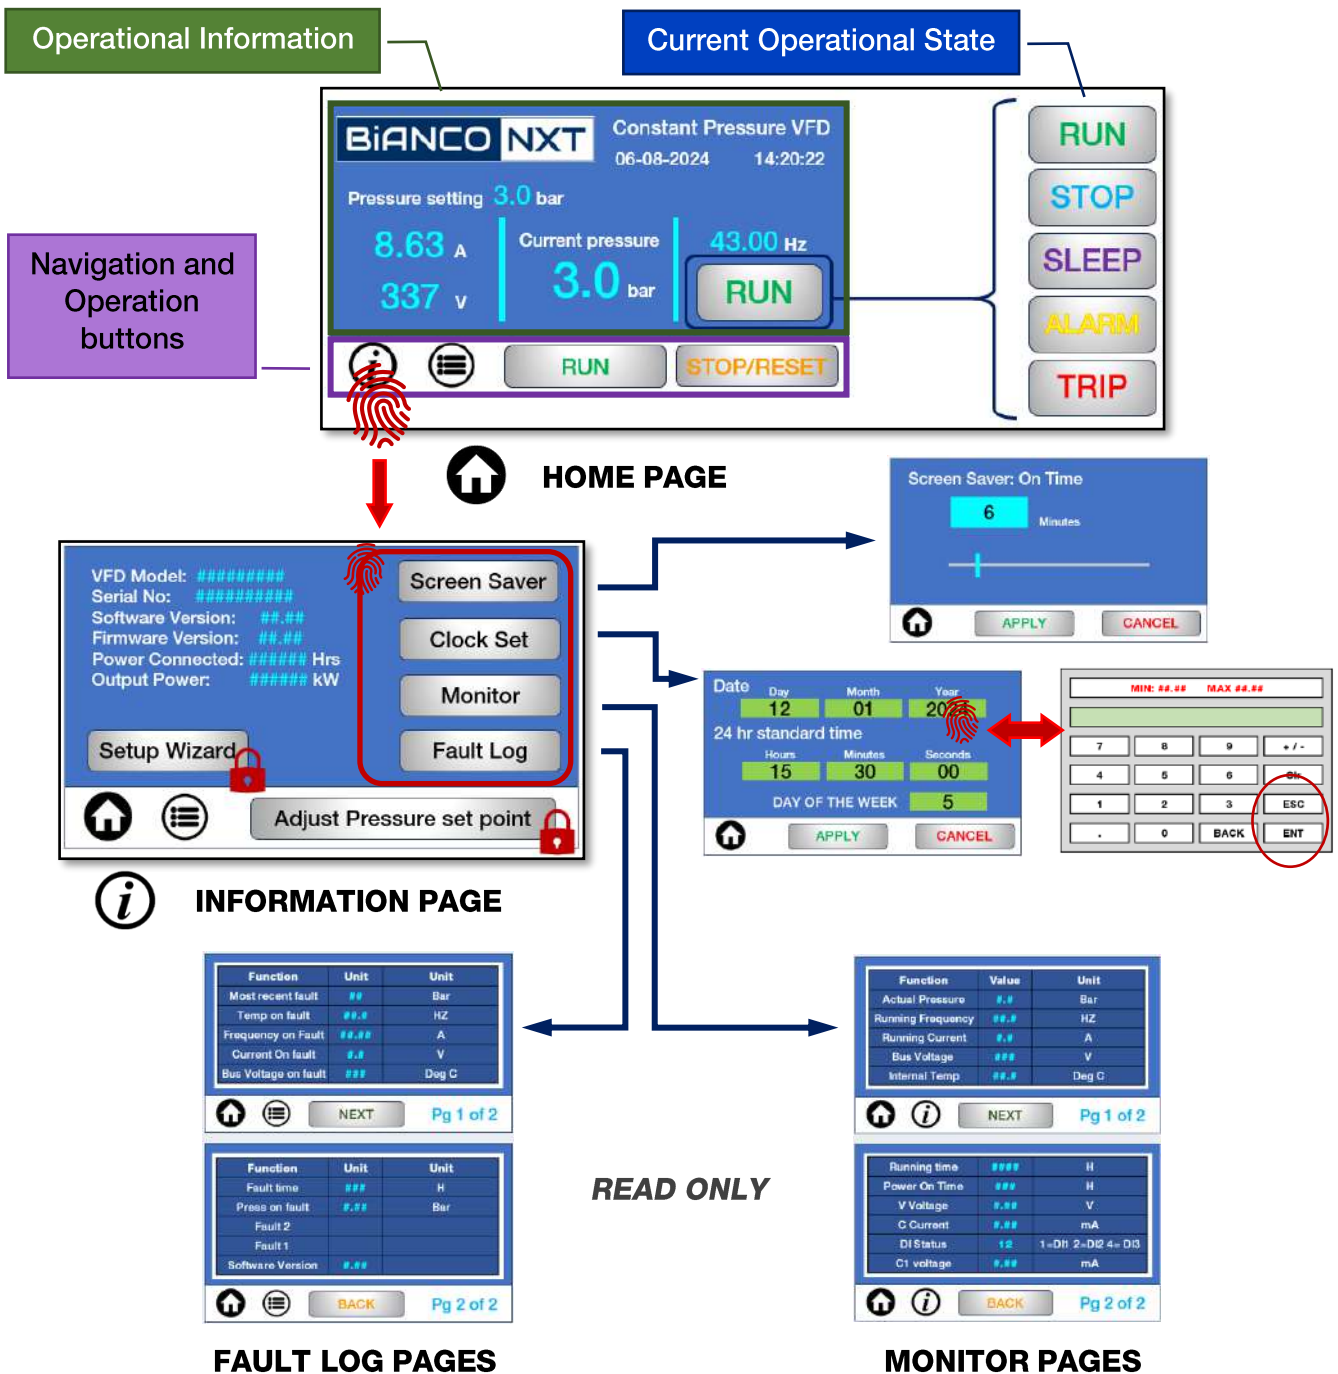 Operational Information
Current Operational State
BiANCO NXT
Constant Pressure VFD
06-08-2024 14:20:22
Pressure setting 3.0 bar
8.63 A
Current pressure
43.00 Hz
337 V
3.0 bar
RUN
RUN
STOP
SLEEP
ALARM
TRIP
Navigation and
Operation
buttons
i
RUN
STOP/RESET
HOME PAGE
Screen Saver: On Time
6
Minutes
APPLY
CANCEL
VFD Model: #########
Serial No: ##########
Software Version: ##.##
Firmware Version: ##.##
Power Connected: ###### Hrs
Output Power: ###### kW
Screen Saver
Clock Set
Monitor
Fault Log
Setup Wizard
Adjust Pressure set point
Date
Day Month Year
12 01 2024
24 hr standard time
Hours Minutes Seconds
15 30 00
DAY OF THE WEEK 5
APPLY
CANCEL
MIN: ##.## MAX ##.##
7 8 9 + / -
4 5 6 Clr
1 2 3 ESC
. 0 BACK ENT
i
INFORMATION PAGE
Function Unit Unit
Most recent fault ## Bar
Temp on fault ##.# HZ
Frequency on Fault ##.## A
Current On fault #.# V
Bus Voltage on fault ### Deg C
NEXT
Pg 1 of 2
Function Unit Unit
Fault time ### H
Press on fault #.## Bar
Fault 2
Fault 1
Software Version #.##
BACK
Pg 2 of 2
FAULT LOG PAGES
READ ONLY
Function Value Unit
Actual Pressure #.# Bar
Running Frequency ##.# HZ
Running Current #.# A
Bus Voltage ### V
Internal Temp ##.# Deg C
i
NEXT
Pg 1 of 2
Running time #### H
Power On Time ### H
V Voltage #.## V
C Current #.## mA
DI Status 12 1=DI1 2=DI2 4= DI3
C1 voltage #.## mA
i
BACK
Pg 2 of 2
MONITOR PAGES